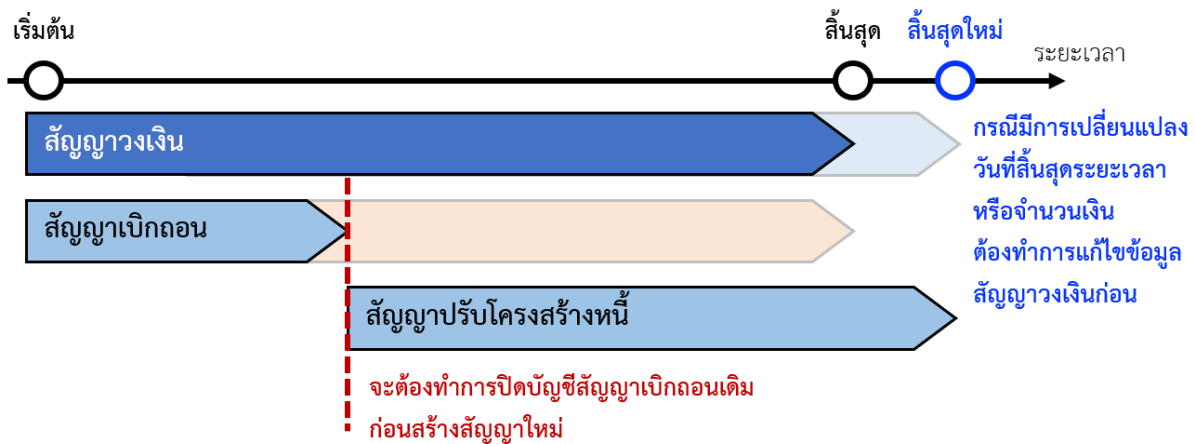 เริ่มต้น
สิ้นสุด
สิ้นสุดใหม่
ระยะเวลา
สัญญาวงเงิน
กรณีมีการเปลี่ยนแปลง
วันที่สิ้นสุดระยะเวลา
หรือจำนวนเงิน
ต้องทำการแก้ไขข้อมูล
สัญญาวงเงินก่อน
สัญญาเบิกถอน
สัญญาปรับโครงสร้างหนี้
จะต้องทำการปิดบัญชีสัญญาเบิกถอนเดิม
ก่อนสร้างสัญญาใหม่